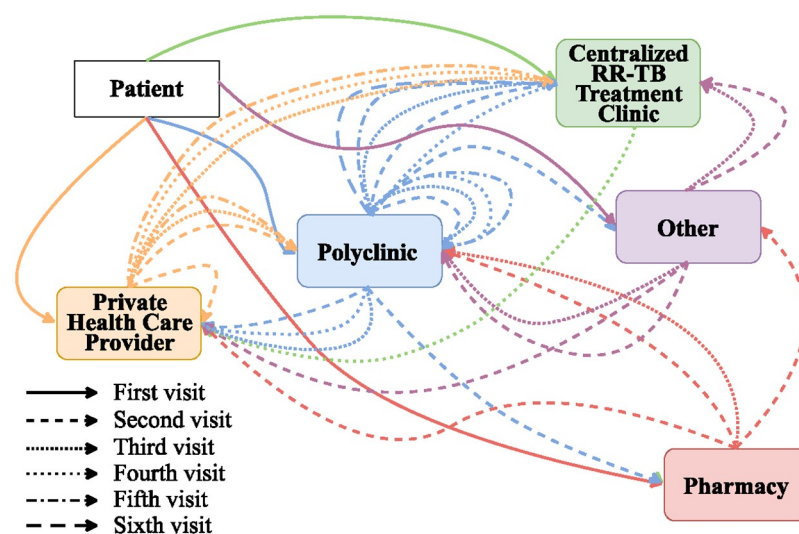 Patient
Centralized
RR-TB
Treatment
Clinic
Other
Polyclinic
Private
Health Care
Provider
Pharmacy
First visit
Second visit
Third visit
Fourth visit
Fifth visit
Sixth visit